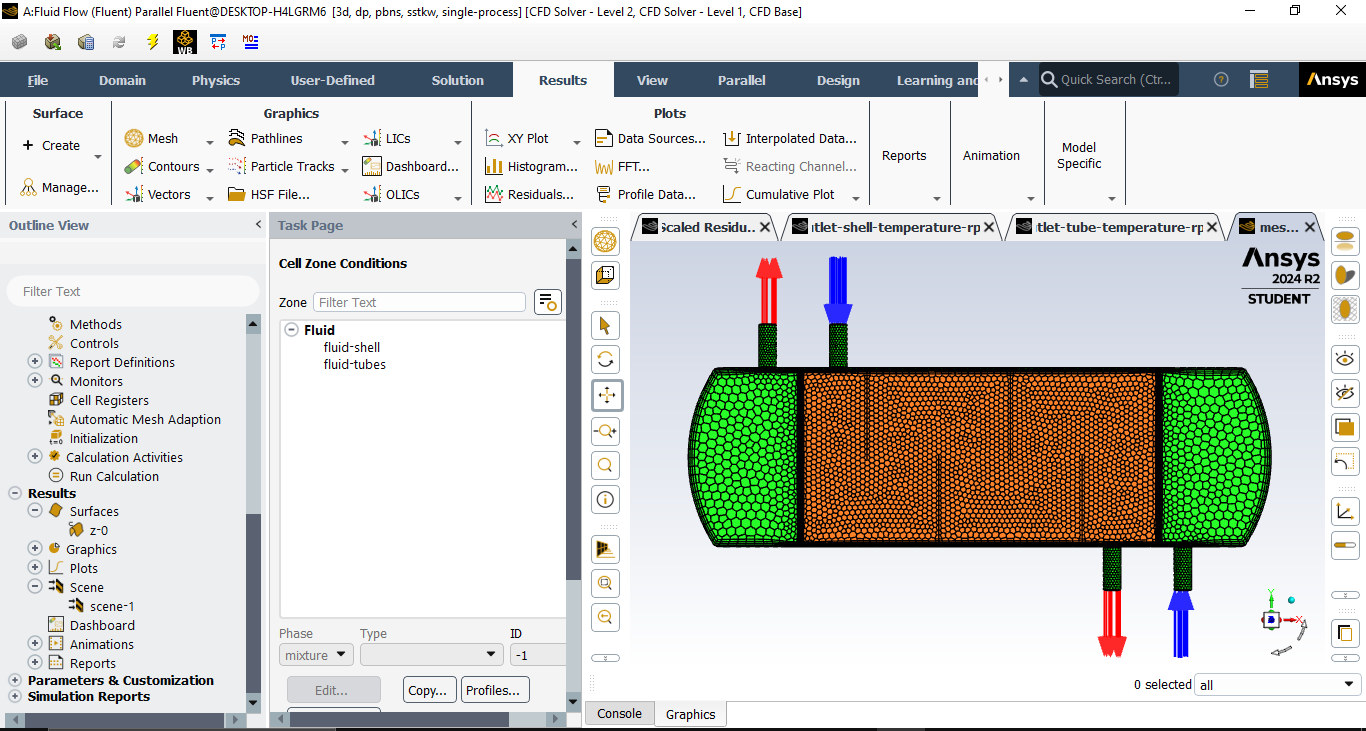 A:Fluid Flow (Fluent) Parallel Fluent@DESKTOP-H4LGRM6 [3d, dp, pbns, sstkw, single-process] [CFD Solver - Level 2, CFD Solver - Level 1, CFD Base]
WB
File Domain Physics User-Defined Solution Results View Parallel Design Learning and Quick Search (Ctr... Ansys
Surface Graphics Plots
Create Mesh Pathlines LICs XY Plot Data Sources... Interpolated Data...
Contours Particle Tracks Dashboard... Histogram... FFT... Reacting Channel... Reports Animation Model Specific
Manage... Vectors HSF File... OLICs Residuals... Profile Data... Cumulative Plot
Outline View
Filter Text
Methods
Controls
Report Definitions
Monitors
Cell Registers
Automatic Mesh Adaption
Initialization
Calculation Activities
Run Calculation
Results
Surfaces
z-0
Graphics
Plots
Scene
scene-1
Dashboard
Animations
Reports
Parameters & Customization
Simulation Reports
Task Page
Cell Zone Conditions
Zone Filter Text
Fluid
fluid-shell
fluid-tubes
Phase Type ID
mixture -1
Edit... Copy... Profiles...
Scaled Residu.. tlet-shell-temperature-rp tlet-tube-temperature-rp mes...
Ansys
2024 R2
STUDENT
Y
X
0 selected all
Console Graphics